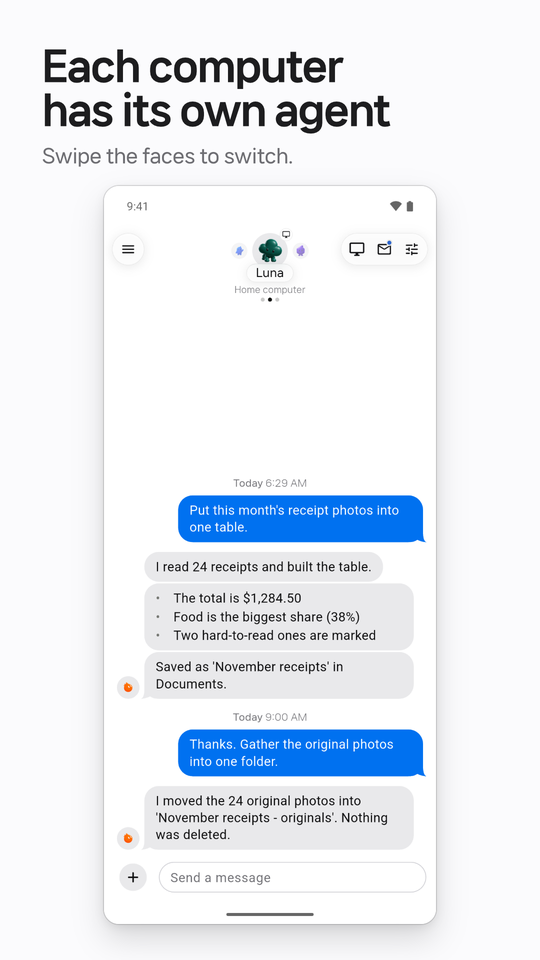 Each computer
has its own agent
Swipe the faces to switch.
9:41
Luna
Home computer
Today 6:29 AM
Put this month's receipt photos into
one table.
I read 24 receipts and built the table.
• The total is $1,284.50
• Food is the biggest share (38%)
• Two hard-to-read ones are marked
Saved as 'November receipts' in
Documents.
Today 9:00 AM
Thanks. Gather the original photos
into one folder.
I moved the 24 original photos into
'November receipts - originals'. Nothing
was deleted.
Send a message